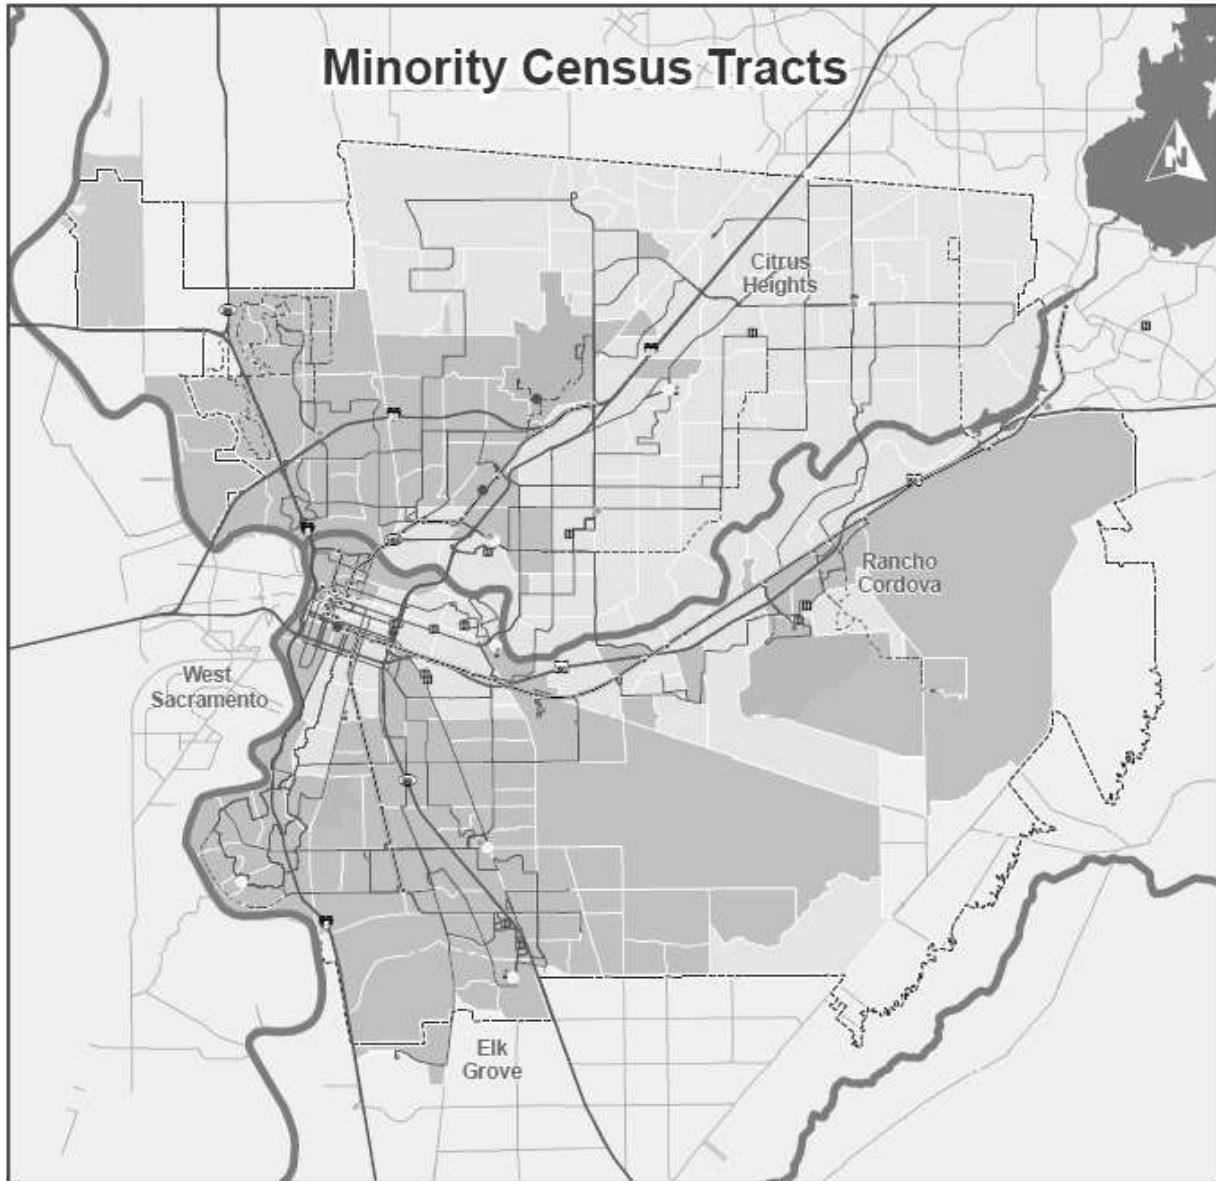 Minority Census Tracts
N
Citrus
Heights
Rancho
Cordova
West
Sacramento
Elk
Grove